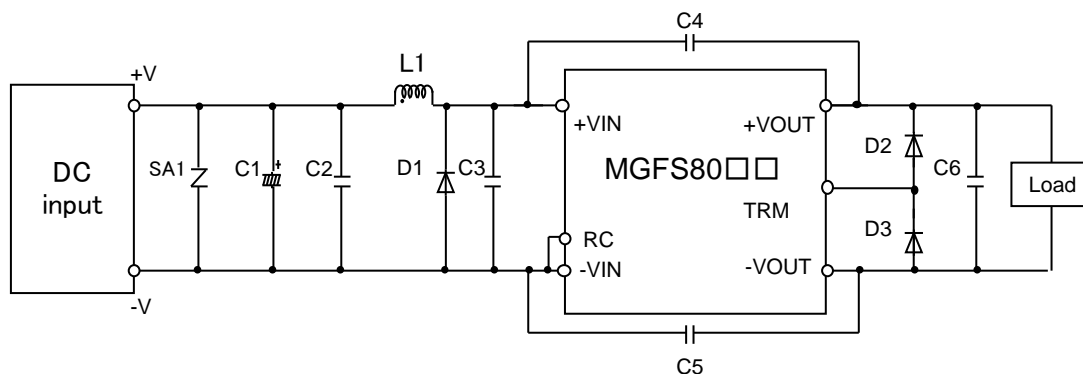 C4
+V
L1
+VIN
+VOUT
DC
input
SA1
C1
+
C2
D1
C3
MGFS80□□
D2
C6
Load
TRM
D3
RC
-VIN
-VOUT
-V
C5